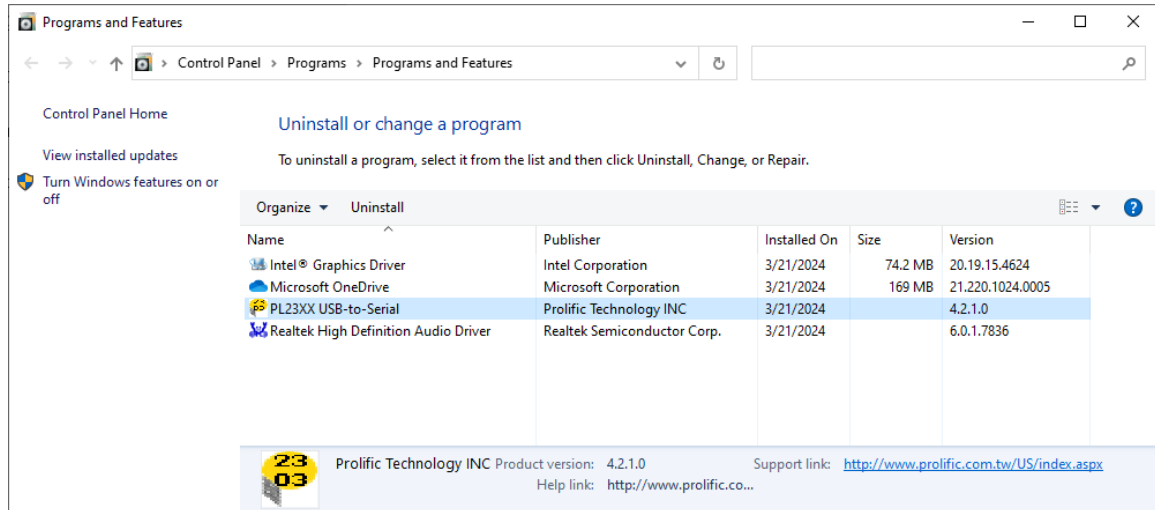 Programs and Features
Control Panel > Programs > Programs and Features
Control Panel Home
View installed updates
Turn Windows features on or
off
Uninstall or change a program
To uninstall a program, select it from the list and then click Uninstall, Change, or Repair.
Organize Uninstall
Name Publisher Installed On Size Version
Intel® Graphics Driver Intel Corporation 3/21/2024 74.2 MB 20.19.15.4624
Microsoft OneDrive Microsoft Corporation 3/21/2024 169 MB 21.220.1024.0005
PL23XX USB-to-Serial Prolific Technology INC 3/21/2024 4.2.1.0
Realtek High Definition Audio Driver Realtek Semiconductor Corp. 3/21/2024 6.0.1.7836
23
03
Prolific Technology INC Product version: 4.2.1.0 Support link: http://www.prolific.com.tw/US/index.aspx
Help link: http://www.prolific.co...